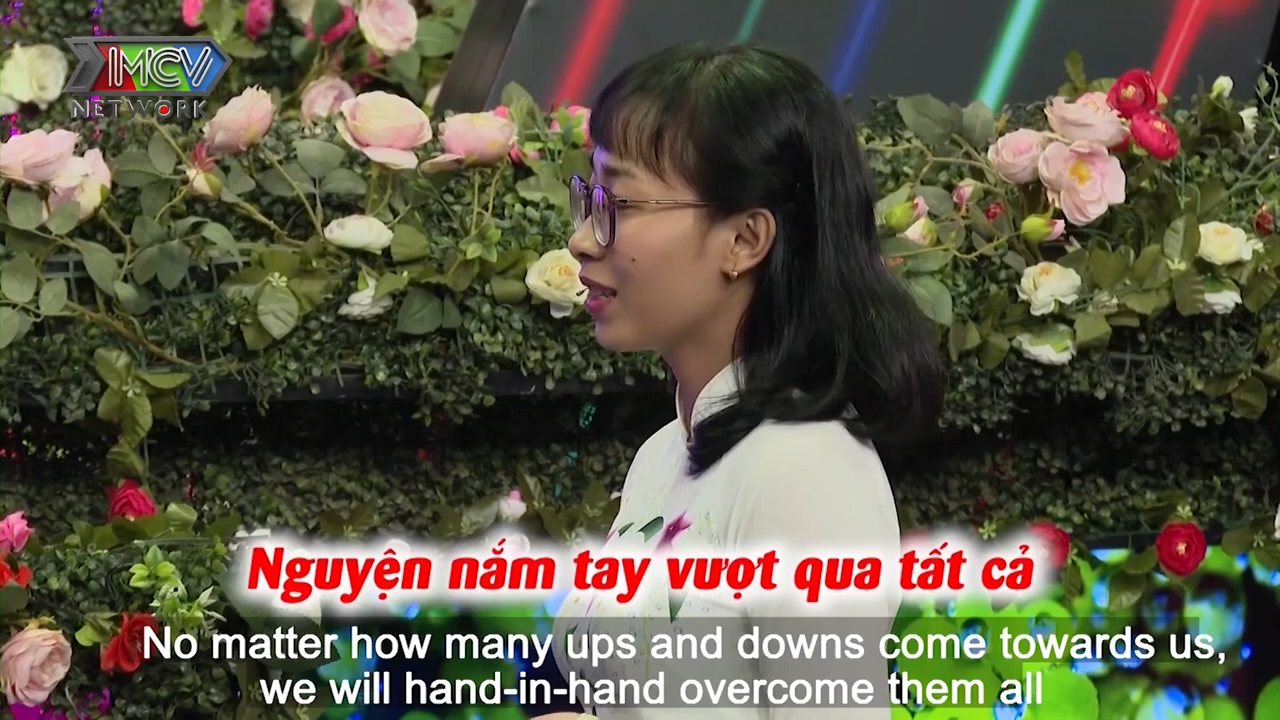 MCV
NETWORK
Nguyện nắm tay vượt qua tất cả
No matter how many ups and downs come towards us,
we will hand-in-hand overcome them all